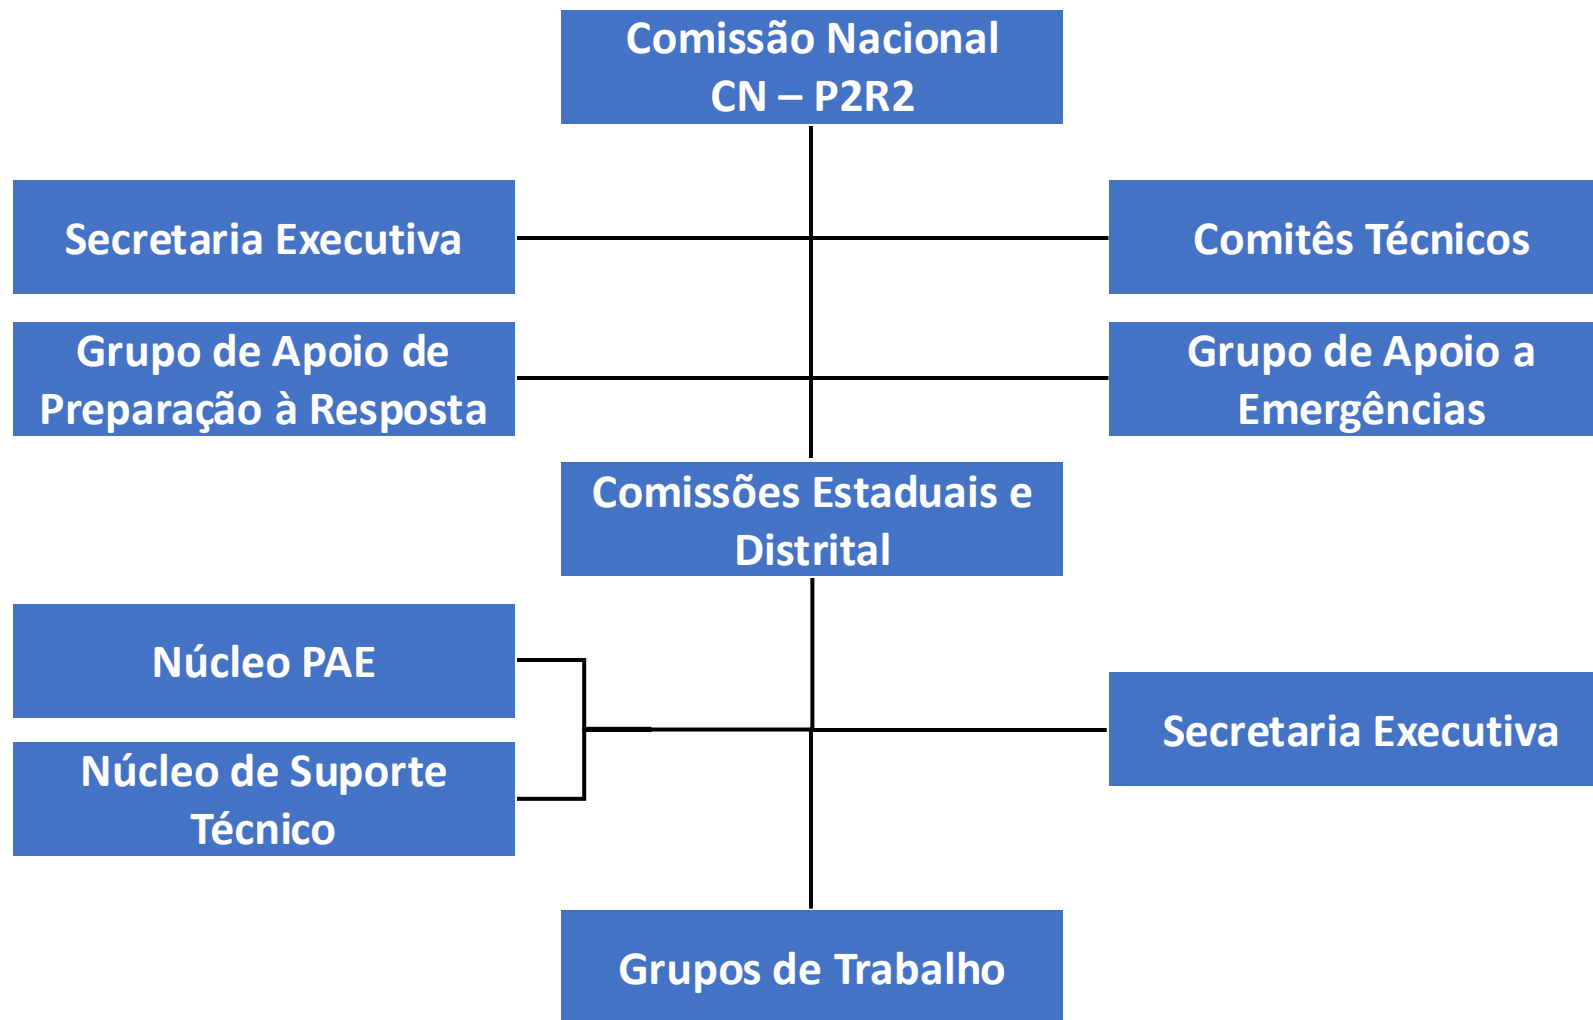 Comissão Nacional
CN – P2R2
Secretaria Executiva
Comitês Técnicos
Grupo de Apoio de
Preparação à Resposta
Grupo de Apoio a
Emergências
Comissões Estaduais e
Distrital
Núcleo PAE
Secretaria Executiva
Núcleo de Suporte
Técnico
Grupos de Trabalho